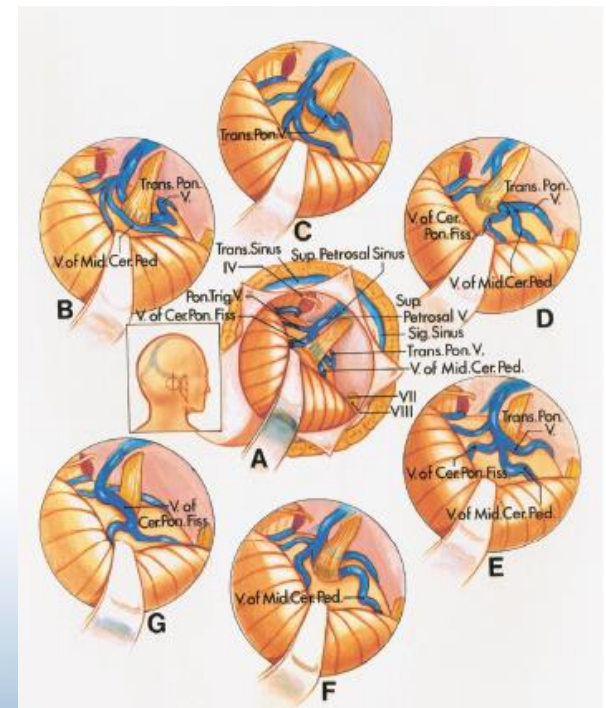 Trans.Pon.V.
C
Trans.Pon.
V.
V.of Mid.Cer.Ped
B
Trans.Pon.
V.
V.of Cer.
Pon.Fiss.
V.of Mid.Cer.Ped.
D
Trans.Sinus
Sup.Petrosal Sinus
IV
Pon.Trig.V.
V.of Cer.Pon.Fiss
Sup.
Petrosal V.
Sig.Sinus
Trans.Pon.V.
V.of Mid.Cer.Ped.
VII
VIII
A
Trans.Pon.
V.
V.of Cer.Pon.Fiss.
V.of Mid.Cer.Ped.
E
V.of
Cer.Pon.Fiss.
G
V.of Mid.Cer.Ped.
F